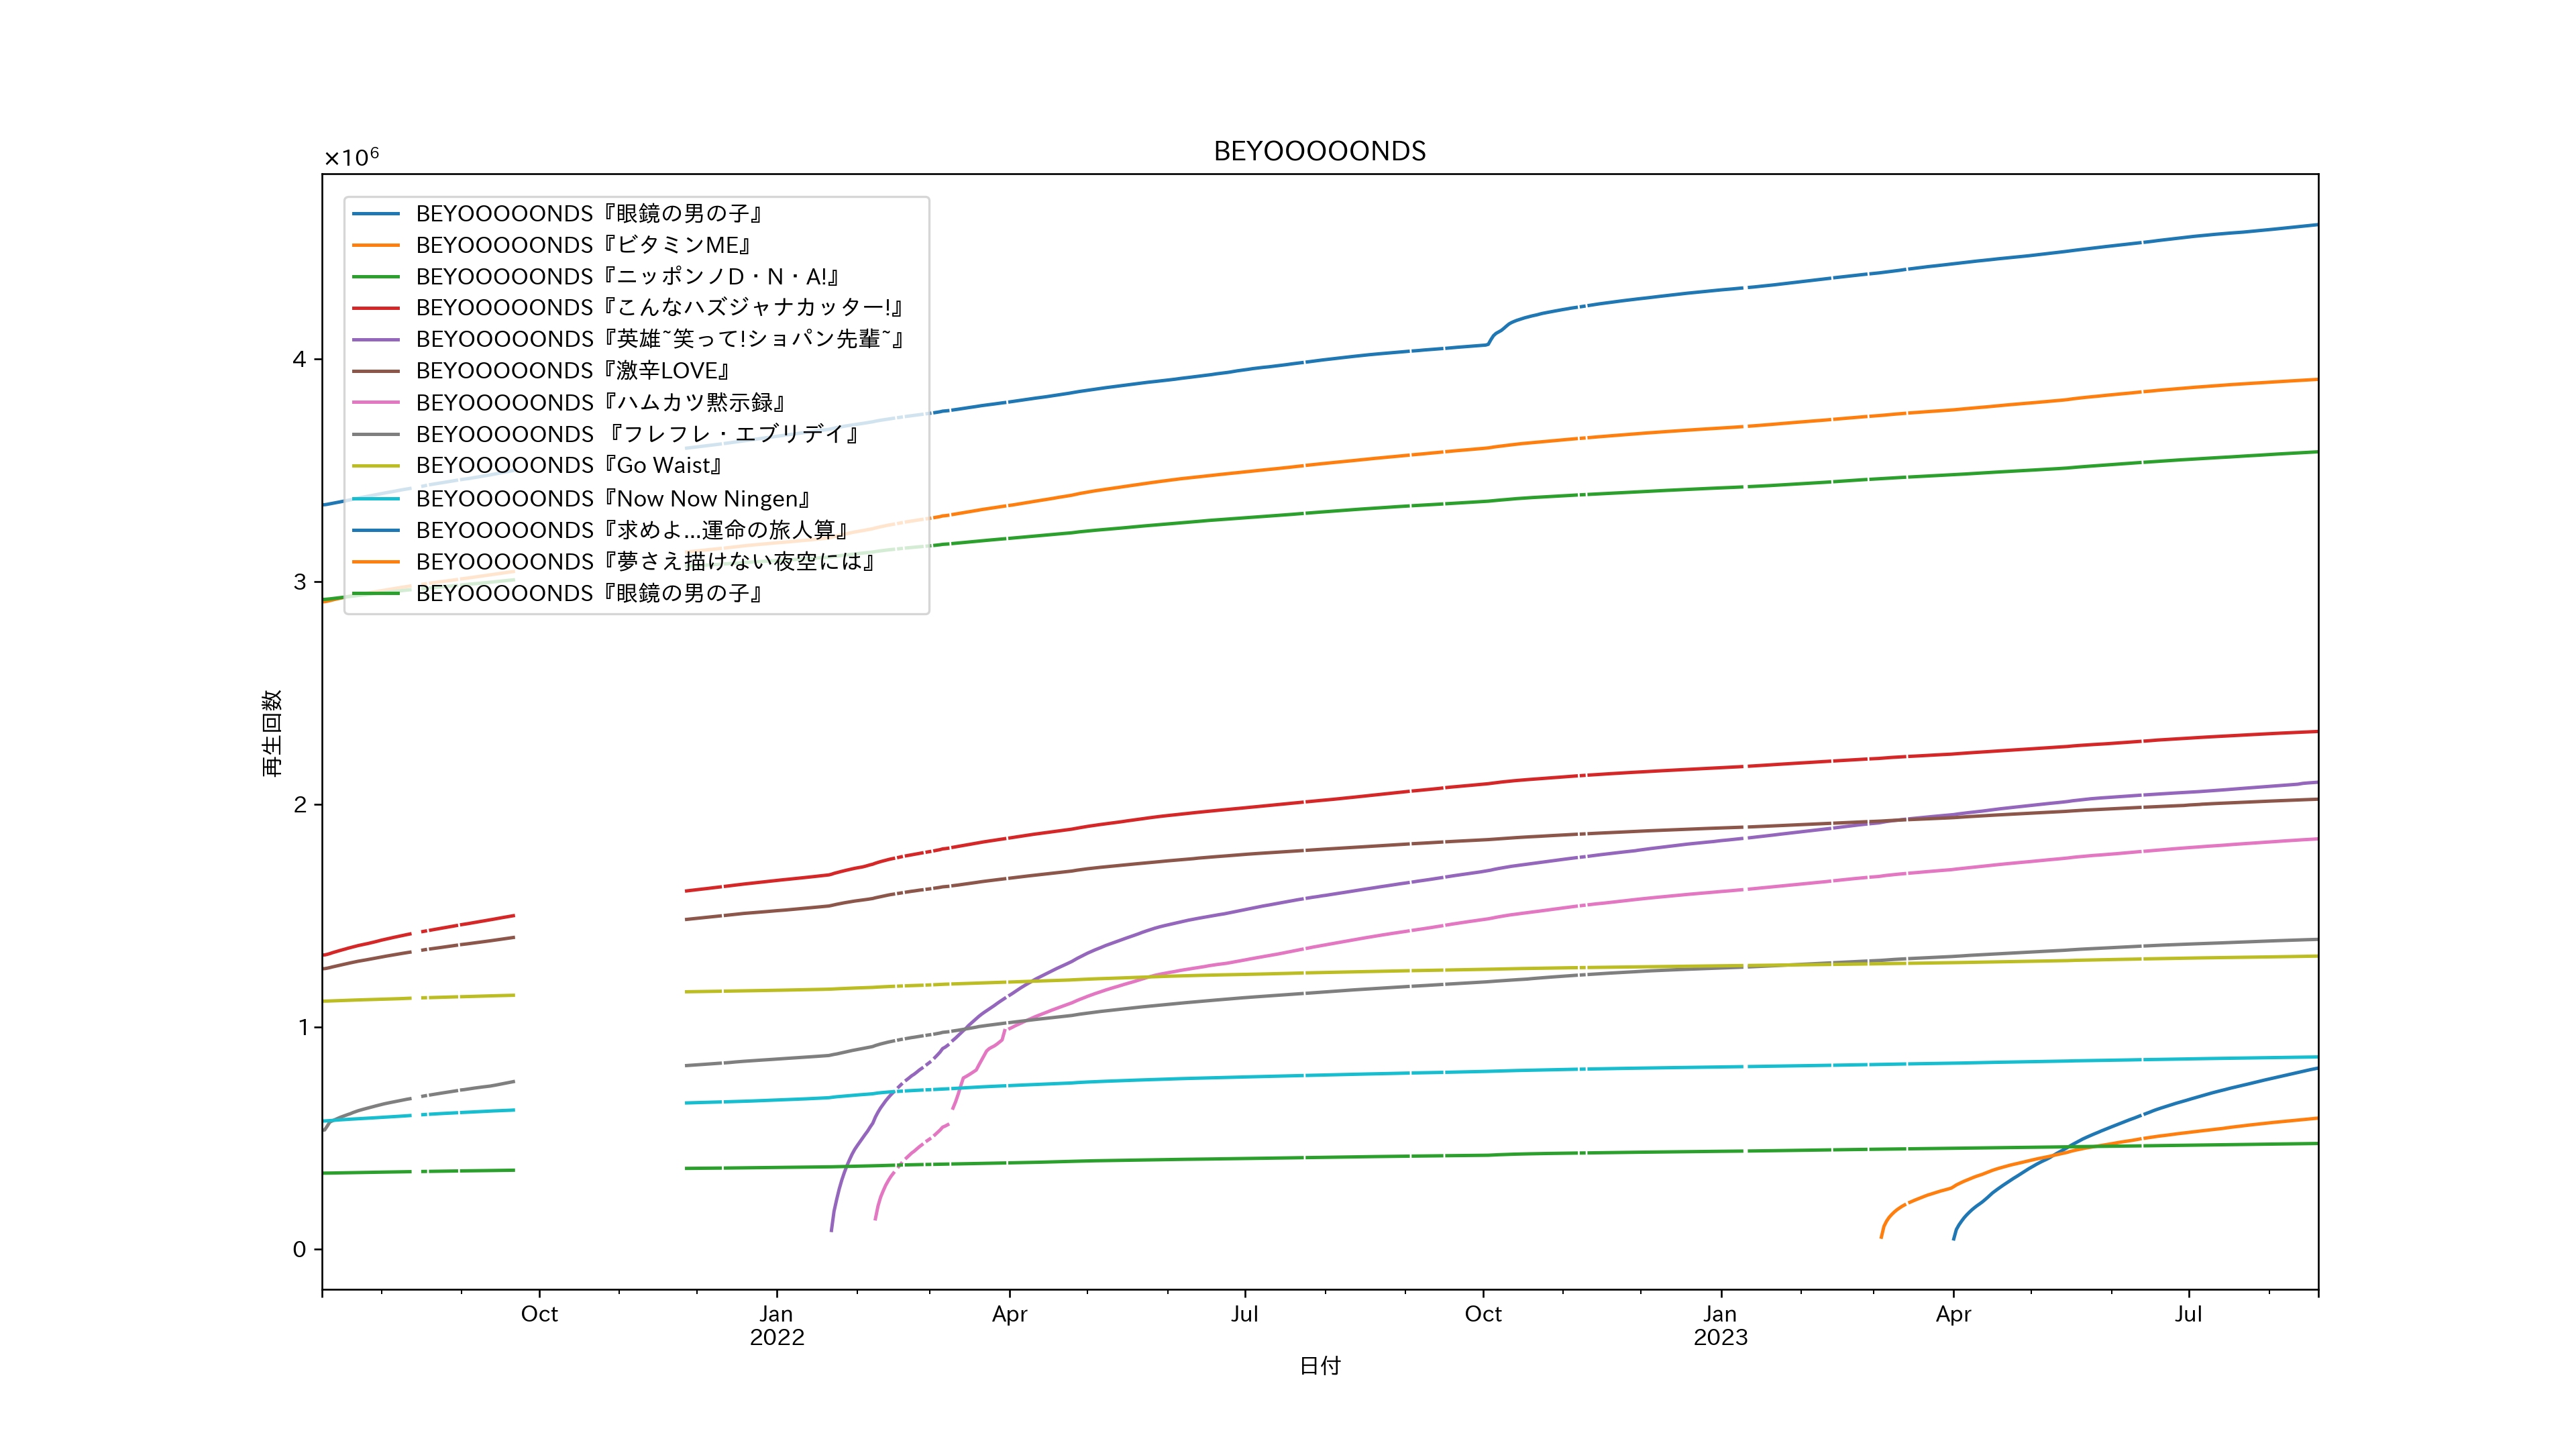 BEYOOOOONDS
×10⁶
BEYOOOOONDS『眼鏡の男の子』
BEYOOOOONDS『ビタミンME』
BEYOOOOONDS『ニッポンノD・N・A!』
BEYOOOOONDS『こんなハズジャナカッター!』
BEYOOOOONDS『英雄~笑って!ショパン先輩~』
BEYOOOOONDS『激辛LOVE』
BEYOOOOONDS『ハムカツ黙示録』
BEYOOOOONDS 『フレフレ・エブリデイ』
BEYOOOOONDS『Go Waist』
BEYOOOOONDS『Now Now Ningen』
BEYOOOOONDS『求めよ...運命の旅人算』
BEYOOOOONDS『夢さえ描けない夜空には』
BEYOOOOONDS『眼鏡の男の子』
4
3
2
1
0
再生回数
Oct Jan Apr Jul Oct Jan Apr Jul
2022 2023
日付